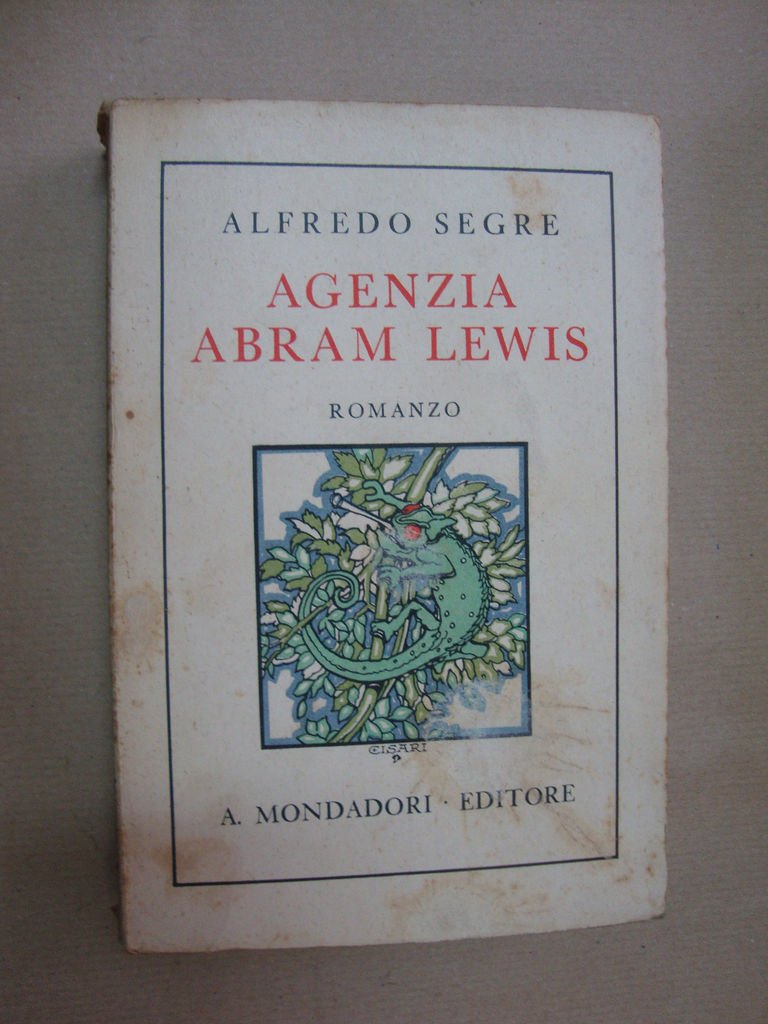 ALFREDO SEGRE
AGENZIA
ABRAM LEWIS
ROMANZO
CISARI
A. MONDADORI · EDITORE